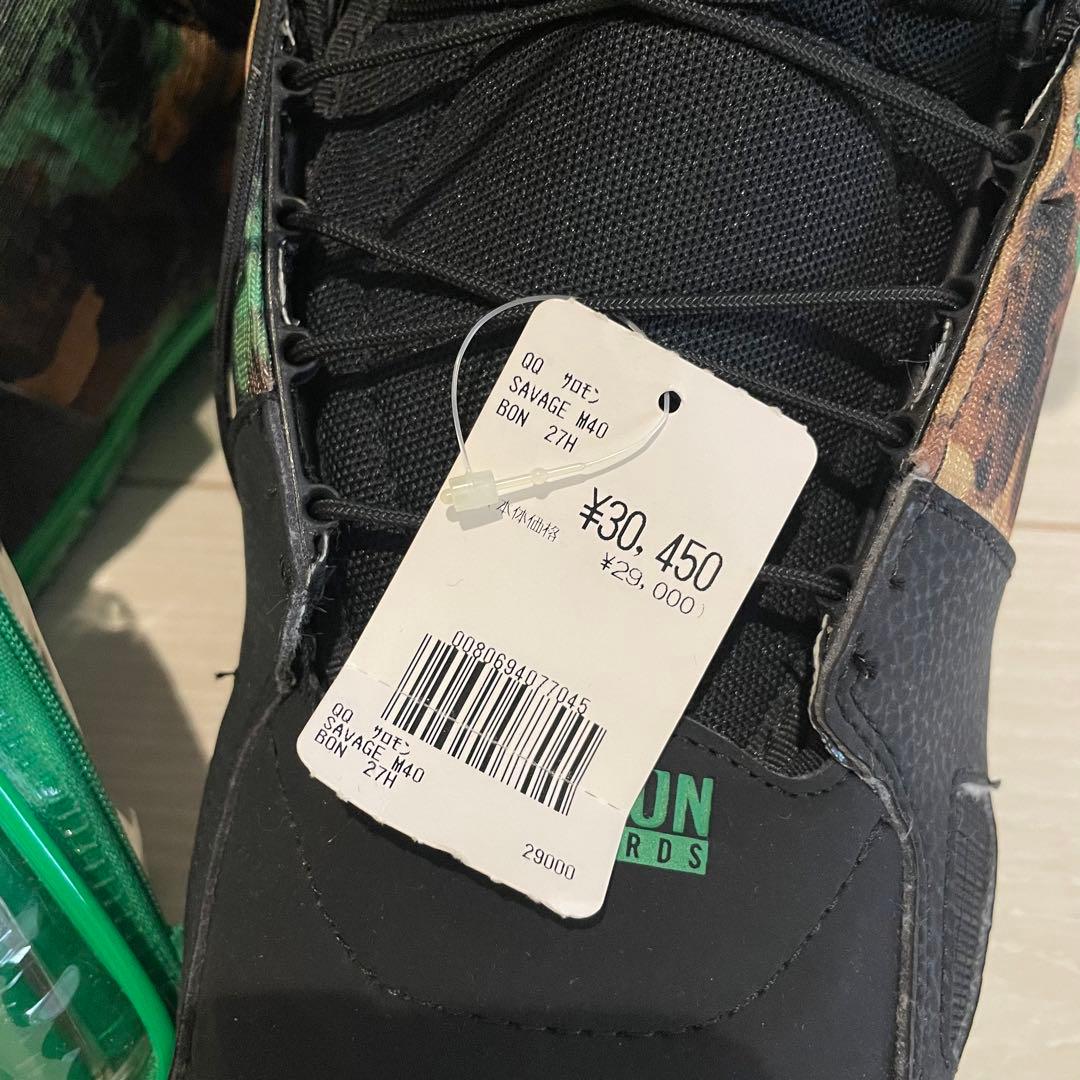 QQ ｻﾛﾓﾝ
SAVAGE M40
BON 27H
¥30,450
本体価格 ¥29,000)
0080694077045
QQ ｻﾛﾓﾝ
SAVAGE M40
BON 27H
29000
ON
RDS